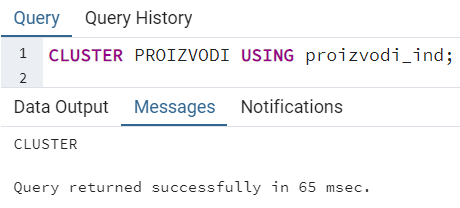 Query Query History
1 CLUSTER PROIZVODI USING proizvodi_ind;
2
Data Output Messages Notifications
CLUSTER
Query returned successfully in 65 msec.